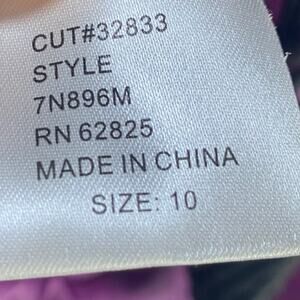 CUT#32833
STYLE
7N896M
RN 62825
MADE IN CHINA
SIZE: 10